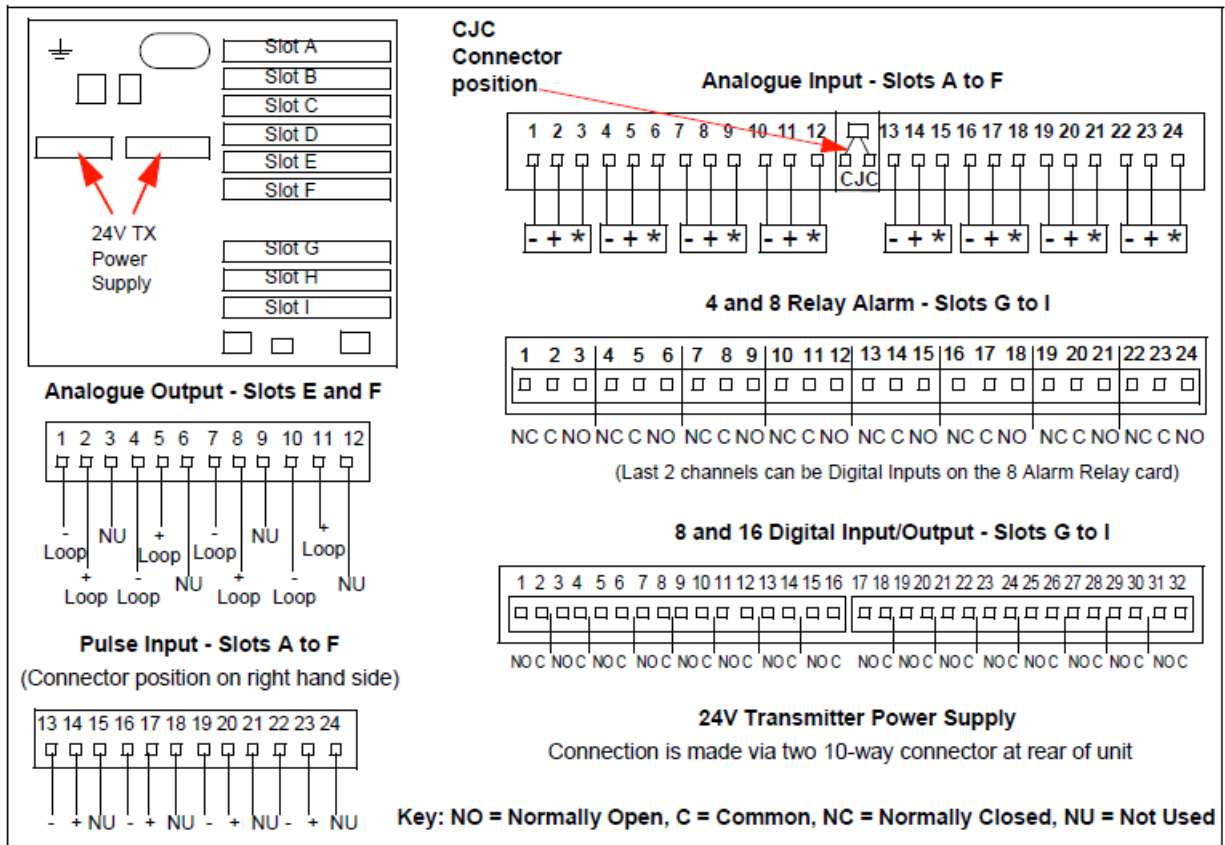 Slot A
Slot B
Slot C
Slot D
Slot E
Slot F
24V TX
Power
Supply
Slot G
Slot H
Slot I
CJC
Connector
position
Analogue Input - Slots A to F
1 2 3 4 5 6 7 8 9 10 11 12 13 14 15 16 17 18 19 20 21 22 23 24
CJC
- + * - + * - + * - + * - + * - + * - + * - + *
4 and 8 Relay Alarm - Slots G to I
1 2 3 4 5 6 7 8 9 10 11 12 13 14 15 16 17 18 19 20 21 22 23 24
NC C NO NC C NO NC C NO NC C NO NC C NO NC C NO NC C NO NC C NO
(Last 2 channels can be Digital Inputs on the 8 Alarm Relay card)
Analogue Output - Slots E and F
1 2 3 4 5 6 7 8 9 10 11 12
- NU + - NU +
Loop Loop Loop Loop
+ - NU + - NU
Loop Loop Loop Loop
8 and 16 Digital Input/Output - Slots G to I
1 2 3 4 5 6 7 8 9 10 11 12 13 14 15 16 17 18 19 20 21 22 23 24 25 26 27 28 29 30 31 32
NO C NO C NO C NO C NO C NO C NO C NO C NO C NO C NO C NO C NO C NO C NO C NO C
Pulse Input - Slots A to F
(Connector position on right hand side)
13 14 15 16 17 18 19 20 21 22 23 24
- + NU - + NU - + NU - + NU
24V Transmitter Power Supply
Connection is made via two 10-way connector at rear of unit
Key: NO = Normally Open, C = Common, NC = Normally Closed, NU = Not Used